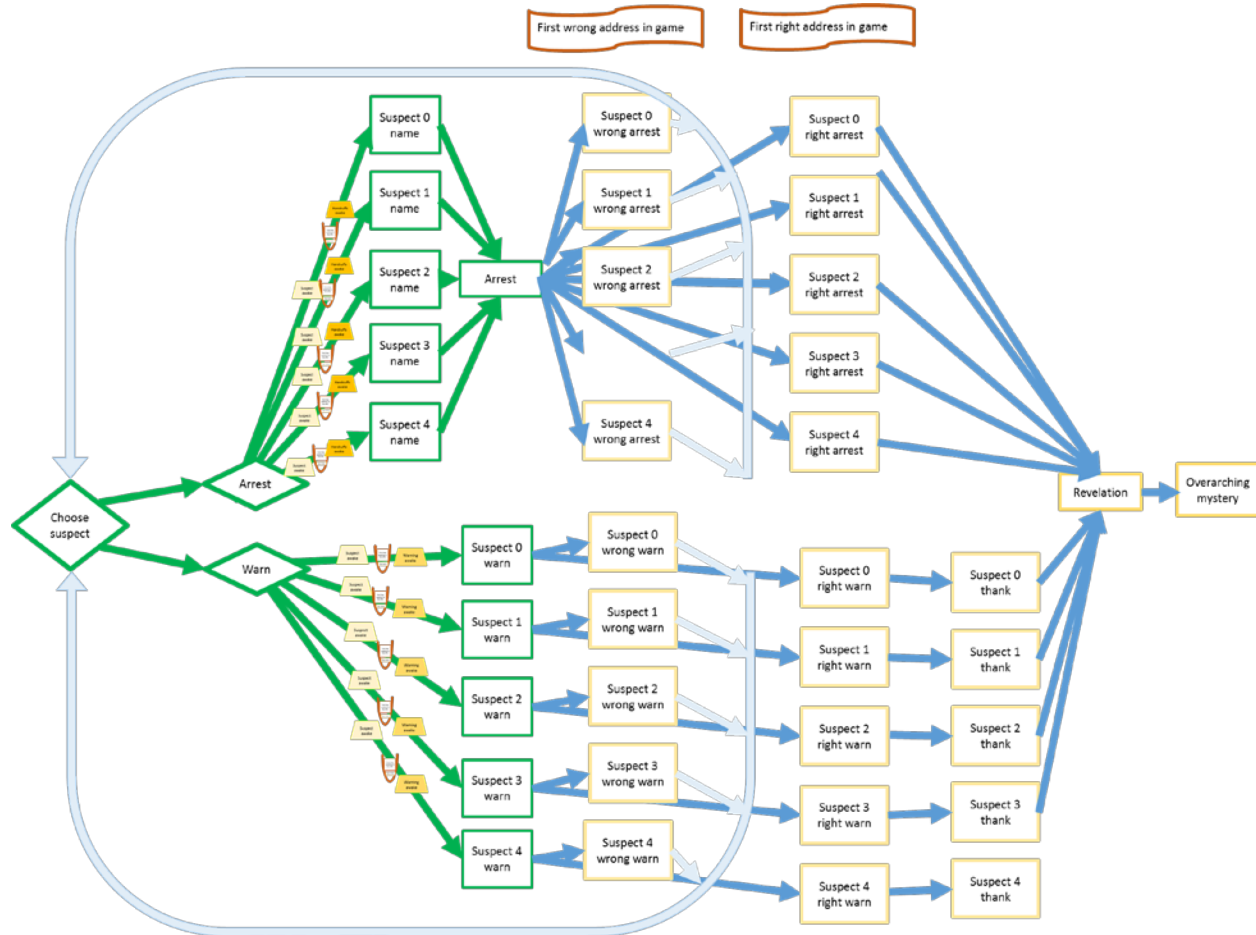 First wrong address in game
First right address in game
Suspect 0
name
Suspect 0
wrong arrest
Suspect 0
right arrest
Suspect 1
name
Suspect 1
wrong arrest
Suspect 1
right arrest
Suspect 2
name
Arrest
Suspect 2
wrong arrest
Suspect 2
right arrest
Suspect 3
name
Suspect 3
right arrest
Suspect 4
name
Suspect 4
wrong arrest
Suspect 4
right arrest
Arrest
Revelation
Overarching
mystery
Choose
suspect
Warn
Suspect 0
warn
Suspect 0
wrong warn
Suspect 0
right warn
Suspect 0
thank
Suspect 1
warn
Suspect 1
wrong warn
Suspect 1
right warn
Suspect 1
thank
Suspect 2
warn
Suspect 2
wrong warn
Suspect 2
right warn
Suspect 2
thank
Suspect 3
warn
Suspect 3
wrong warn
Suspect 3
right warn
Suspect 3
thank
Suspect 4
warn
Suspect 4
wrong warn
Suspect 4
right warn
Suspect 4
thank